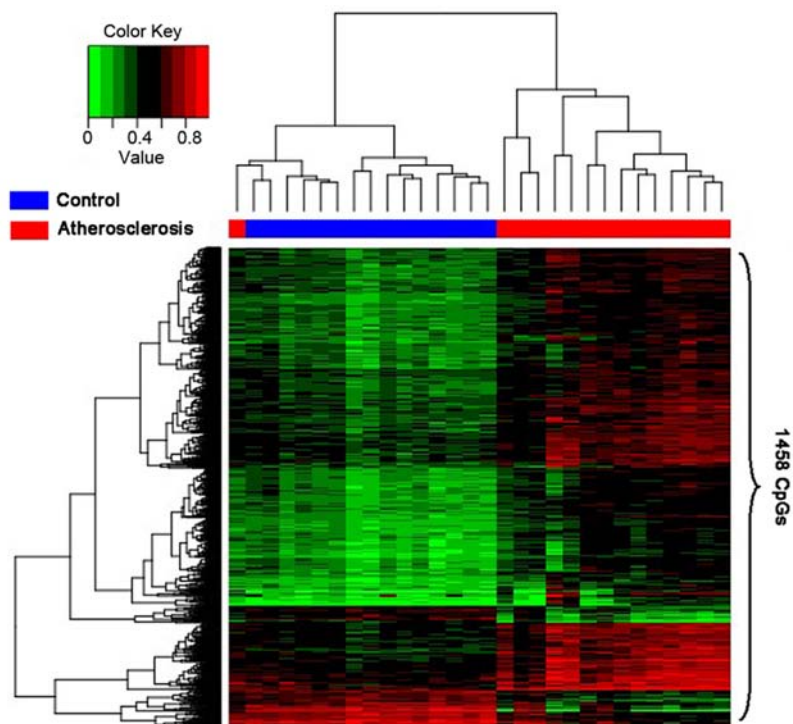 Color Key
0 0.4 0.8
Value
Control
Atherosclerosis
1458 CpGs